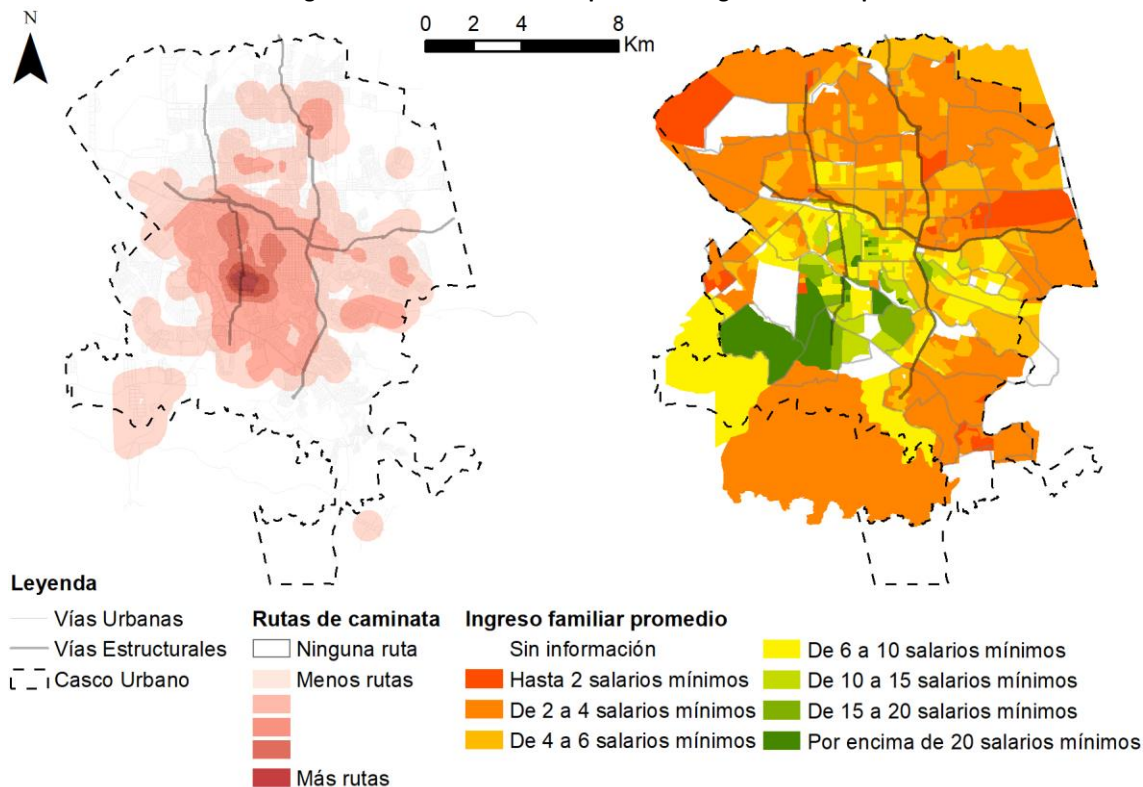 N
0 2 4 8
Km
Leyenda
Vías Urbanas
Vías Estructurales
Casco Urbano
Rutas de caminata
Ninguna ruta
Menos rutas
Más rutas
Ingreso familiar promedio
Sin información
Hasta 2 salarios mínimos
De 2 a 4 salarios mínimos
De 4 a 6 salarios mínimos
De 6 a 10 salarios mínimos
De 10 a 15 salarios mínimos
De 15 a 20 salarios mínimos
Por encima de 20 salarios mínimos